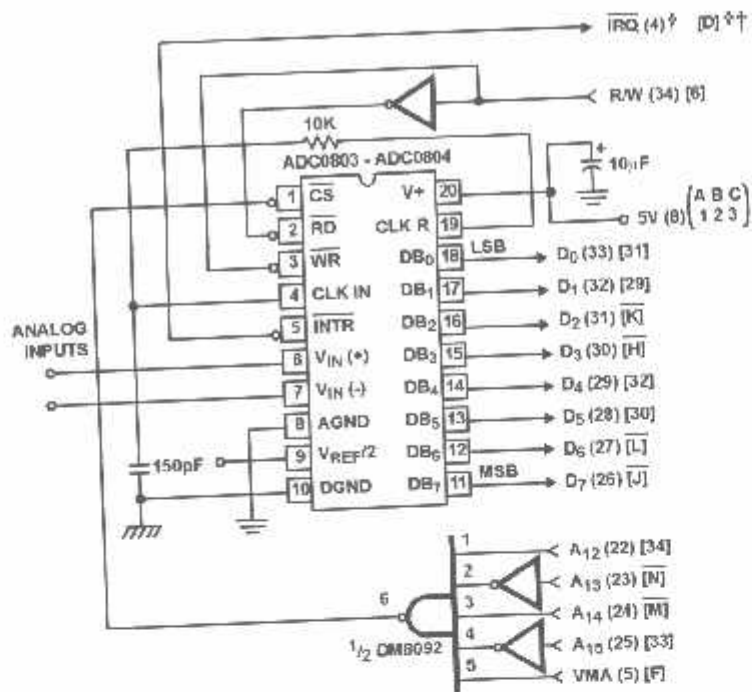 IRQ (4)† [D]††
R/W (34) [6]
10K
ADC0803 - ADC0804
10µF
+
1 CS V+ 20
5V (8) (A B C
1 2 3)
2 RD CLK R 19
3 WR DB0 18 LSB D0 (33) [31]
4 CLK IN DB1 17 D1 (32) [29]
ANALOG
INPUTS
5 INTR DB2 16 D2 (31) [K]
6 VIN (+) DB3 15 D3 (30) [H]
7 VIN (-) DB4 14 D4 (29) [32]
8 AGND DB5 13 D5 (28) [30]
150pF
9 VREF/2 DB6 12 D6 (27) [L]
10 DGND DB7 11 MSB D7 (26) [J]
1 A12 (22) [34]
2 A13 (23) [N]
6
3 A14 (24) [M]
1/2 DM8092
4 A15 (25) [33]
5 VMA (5) [F]